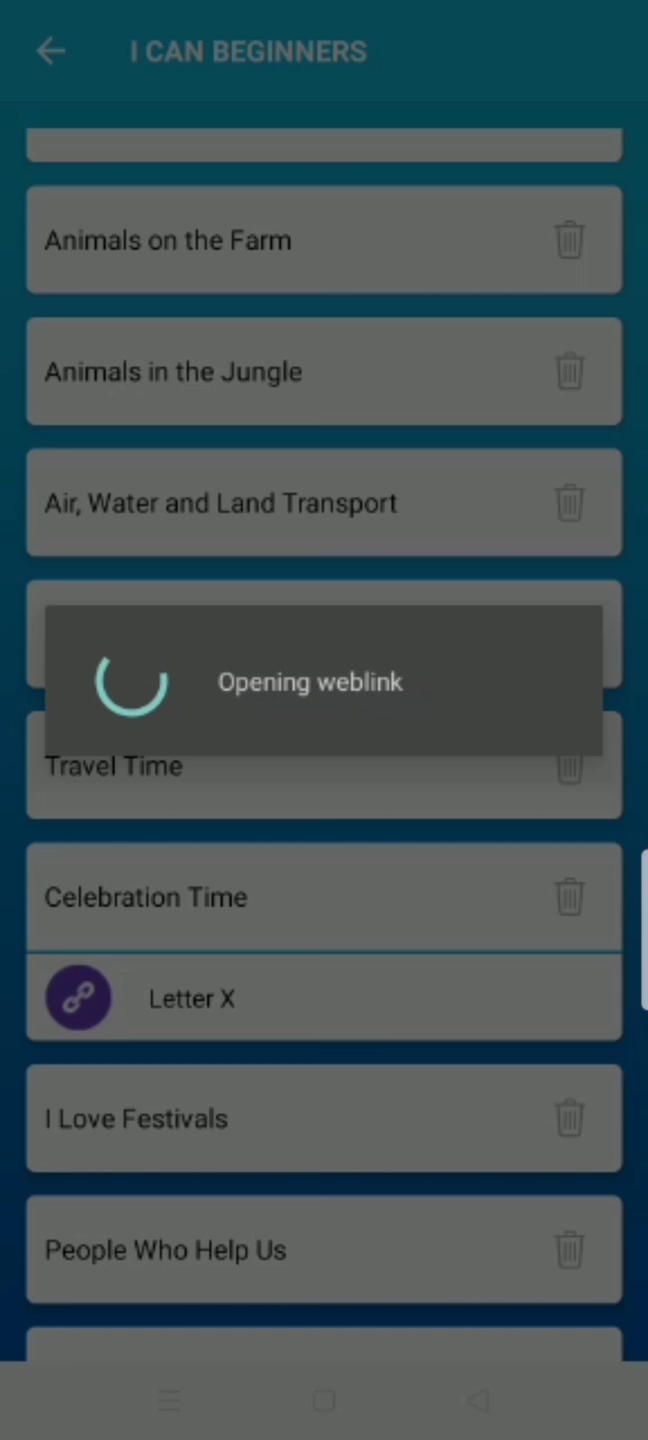 I CAN BEGINNERS
Animals on the Farm
Animals in the Jungle
Air, Water and Land Transport
Opening weblink
Travel Time
Celebration Time
Letter X
I Love Festivals
People Who Help Us